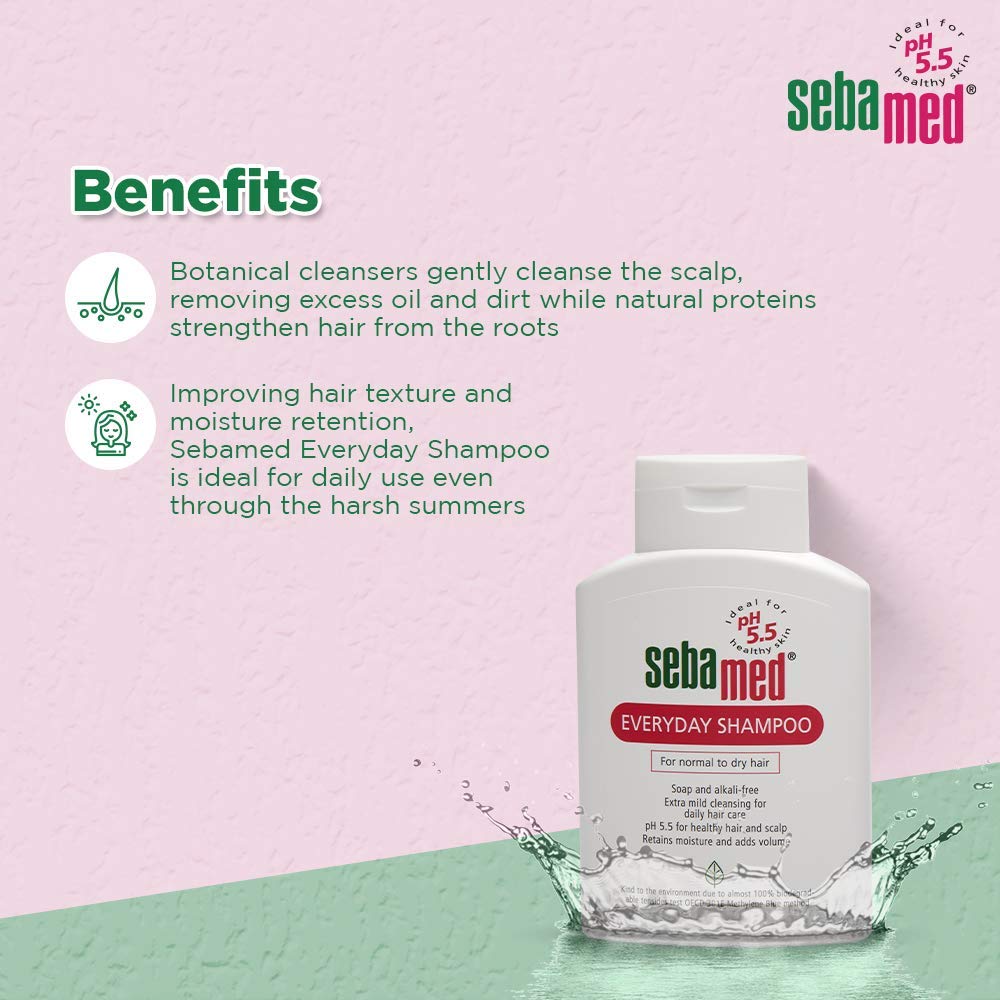 Ideal for
pH
5.5
healthy skin
sebamed®
Benefits
Botanical cleansers gently cleanse the scalp,
removing excess oil and dirt while natural proteins
strengthen hair from the roots
Improving hair texture and
moisture retention,
Sebamed Everyday Shampoo
is ideal for daily use even
through the harsh summers
Ideal for
pH
5.5
healthy skin
sebamed®
EVERYDAY SHAMPOO
For normal to dry hair
Soap and alkali-free
Extra mild cleansing for
daily hair care
pH 5.5 for healthy hair and scalp
Retains moisture and adds volume
Kind to the environment due to almost 100% biodegrad-
able tensides test OECD 301E Methylene Blue method